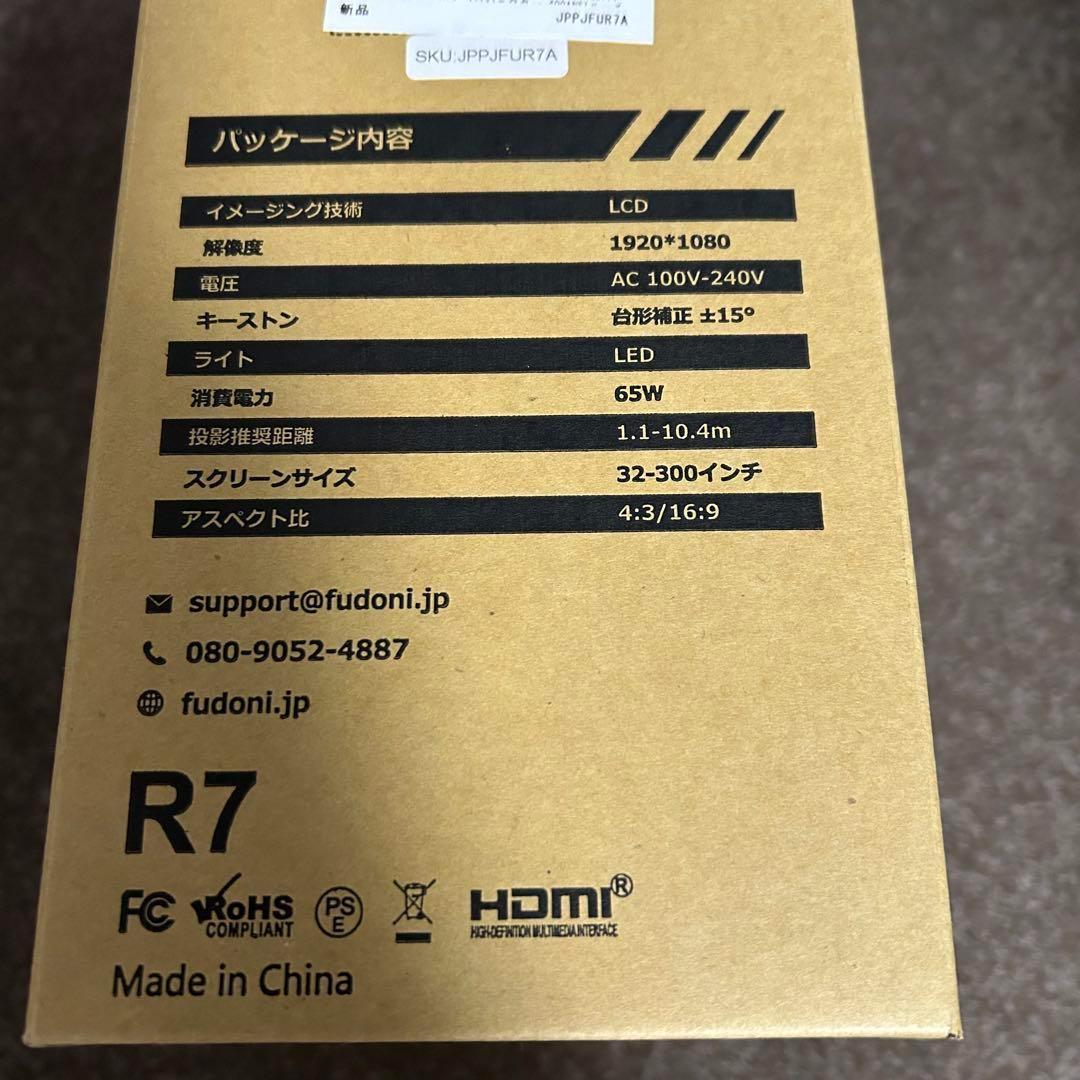 新品
JPPJFUR7A
SKU:JPPJFUR7A
パッケージ内容
イメージング技術 LCD
解像度 1920*1080
電圧 AC 100V-240V
キーストン 台形補正 ±15°
ライト LED
消費電力 65W
投影推奨距離 1.1-10.4m
スクリーンサイズ 32-300インチ
アスペクト比 4:3/16:9
support@fudoni.jp
080-9052-4887
fudoni.jp
R7
FC RoHS COMPLIANT PSE HDMI®
HIGH-DEFINITION MULTIMEDIA INTERFACE
Made in China